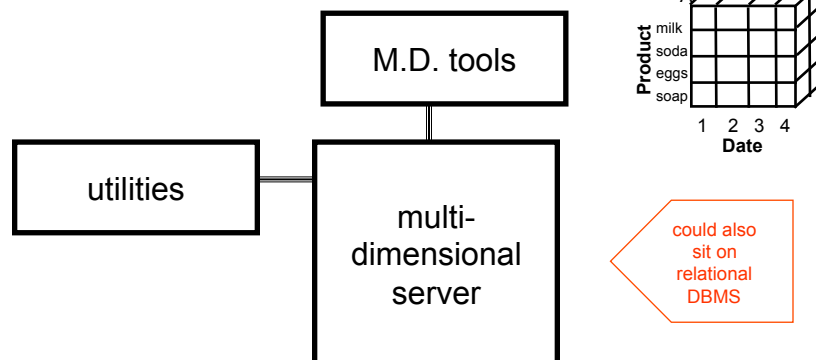 M.D. tools
utilities
multi-
dimensional
server
Product
milk
soda
eggs
soap
1 2 3 4
Date
could also
sit on
relational
DBMS